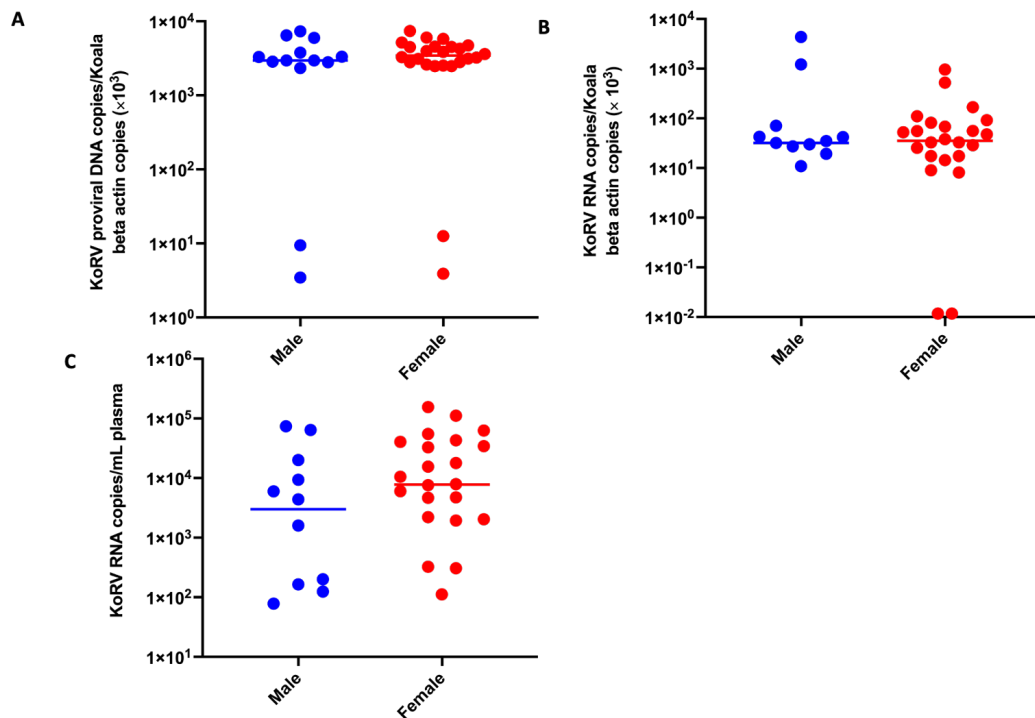 A
KoRV proviral DNA copies/Koala
beta actin copies (×10³)
1×10⁴
1×10³
1×10²
1×10¹
1×10⁰
Male
Female
B
KoRV RNA copies/Koala
beta actin copies (× 10³)
1×10⁴
1×10³
1×10²
1×10¹
1×10⁰
1×10⁻¹
1×10⁻²
Male
Female
C
KoRV RNA copies/mL plasma
1×10⁶
1×10⁵
1×10⁴
1×10³
1×10²
1×10¹
Male
Female